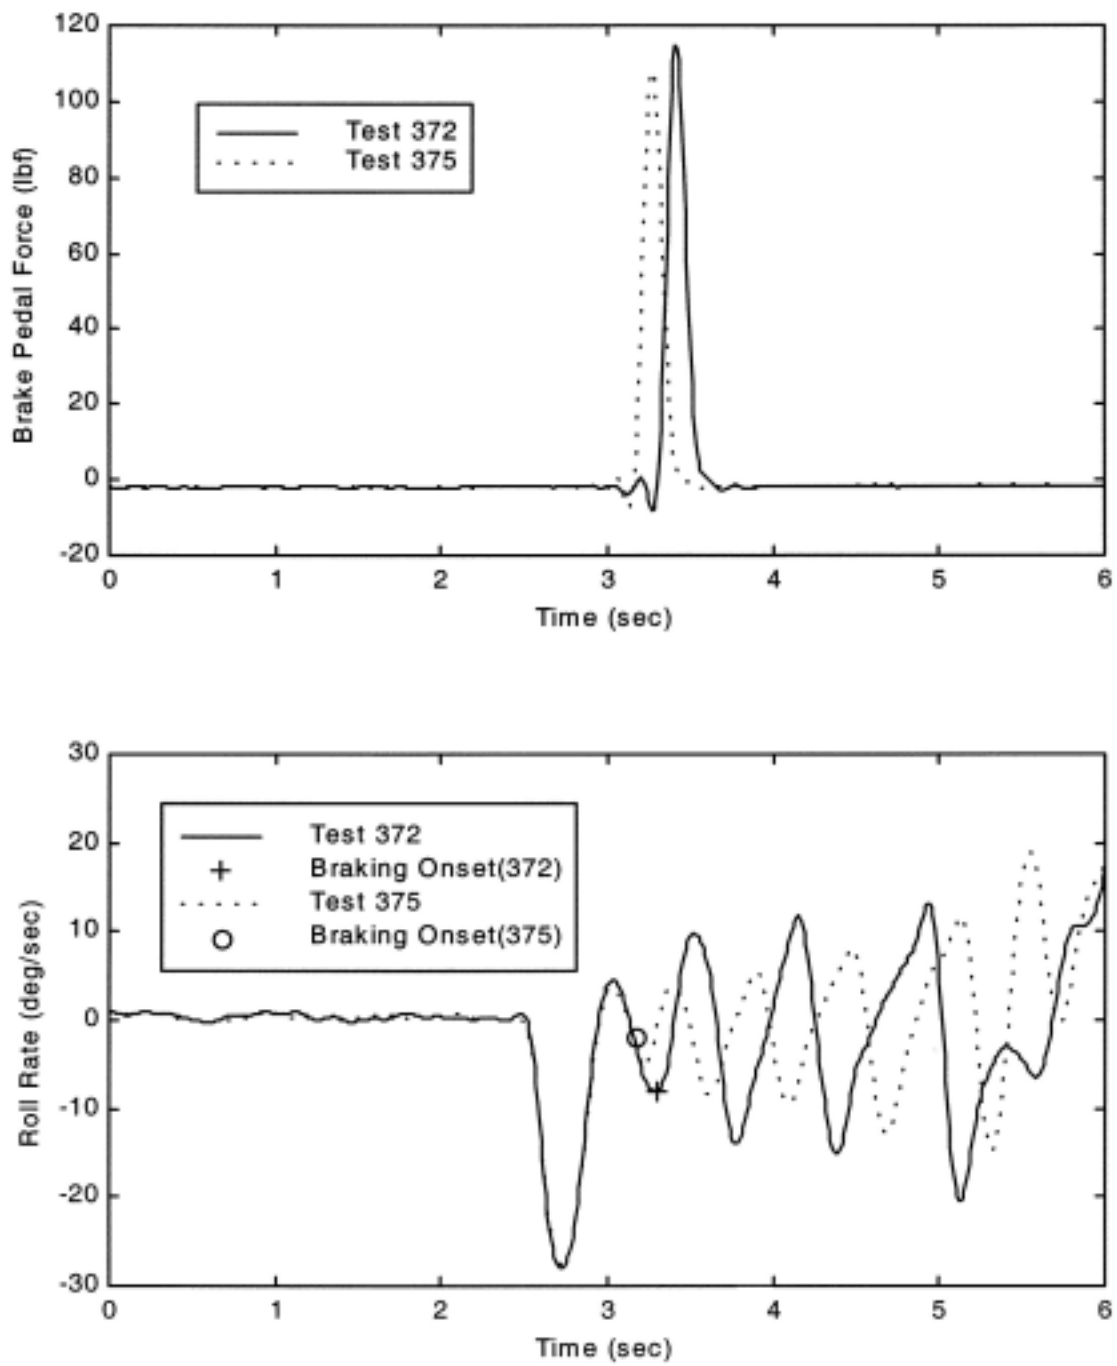 120
100
80
60
40
20
0
-20
Brake Pedal Force (lbf)
Test 372
Test 375
0 1 2 3 4 5 6
Time (sec)
30
20
10
0
-10
-20
-30
Roll Rate (deg/sec)
Test 372
Braking Onset(372)
Test 375
Braking Onset(375)
0 1 2 3 4 5 6
Time (sec)